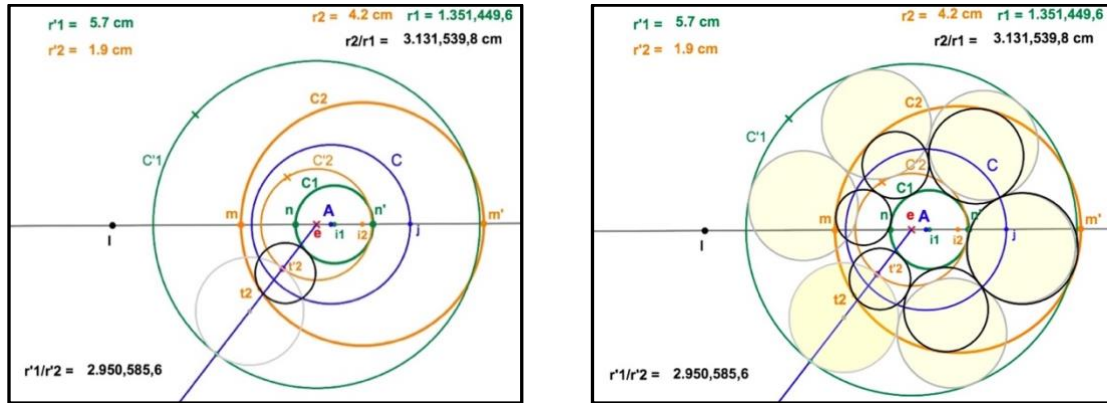 r'1 = 5.7 cm
r2 = 4.2 cm r1 = 1.351,449,6
r'2 = 1.9 cm
r2/r1 = 3.131,539,8 cm
C2
C'1
C'2
C
C1
A
m
n
n'
m'
e
i1
i2
j
I
t'2
t2
r'1/r'2 = 2.950,585,6
r'1 = 5.7 cm
r2 = 4.2 cm r1 = 1.351,449,6
r'2 = 1.9 cm
r2/r1 = 3.131,539,8 cm
C2
C'1
C'2
C
C1
A
m
n
n'
m'
e
i1
i2
j
I
t'2
t2
r'1/r'2 = 2.950,585,6